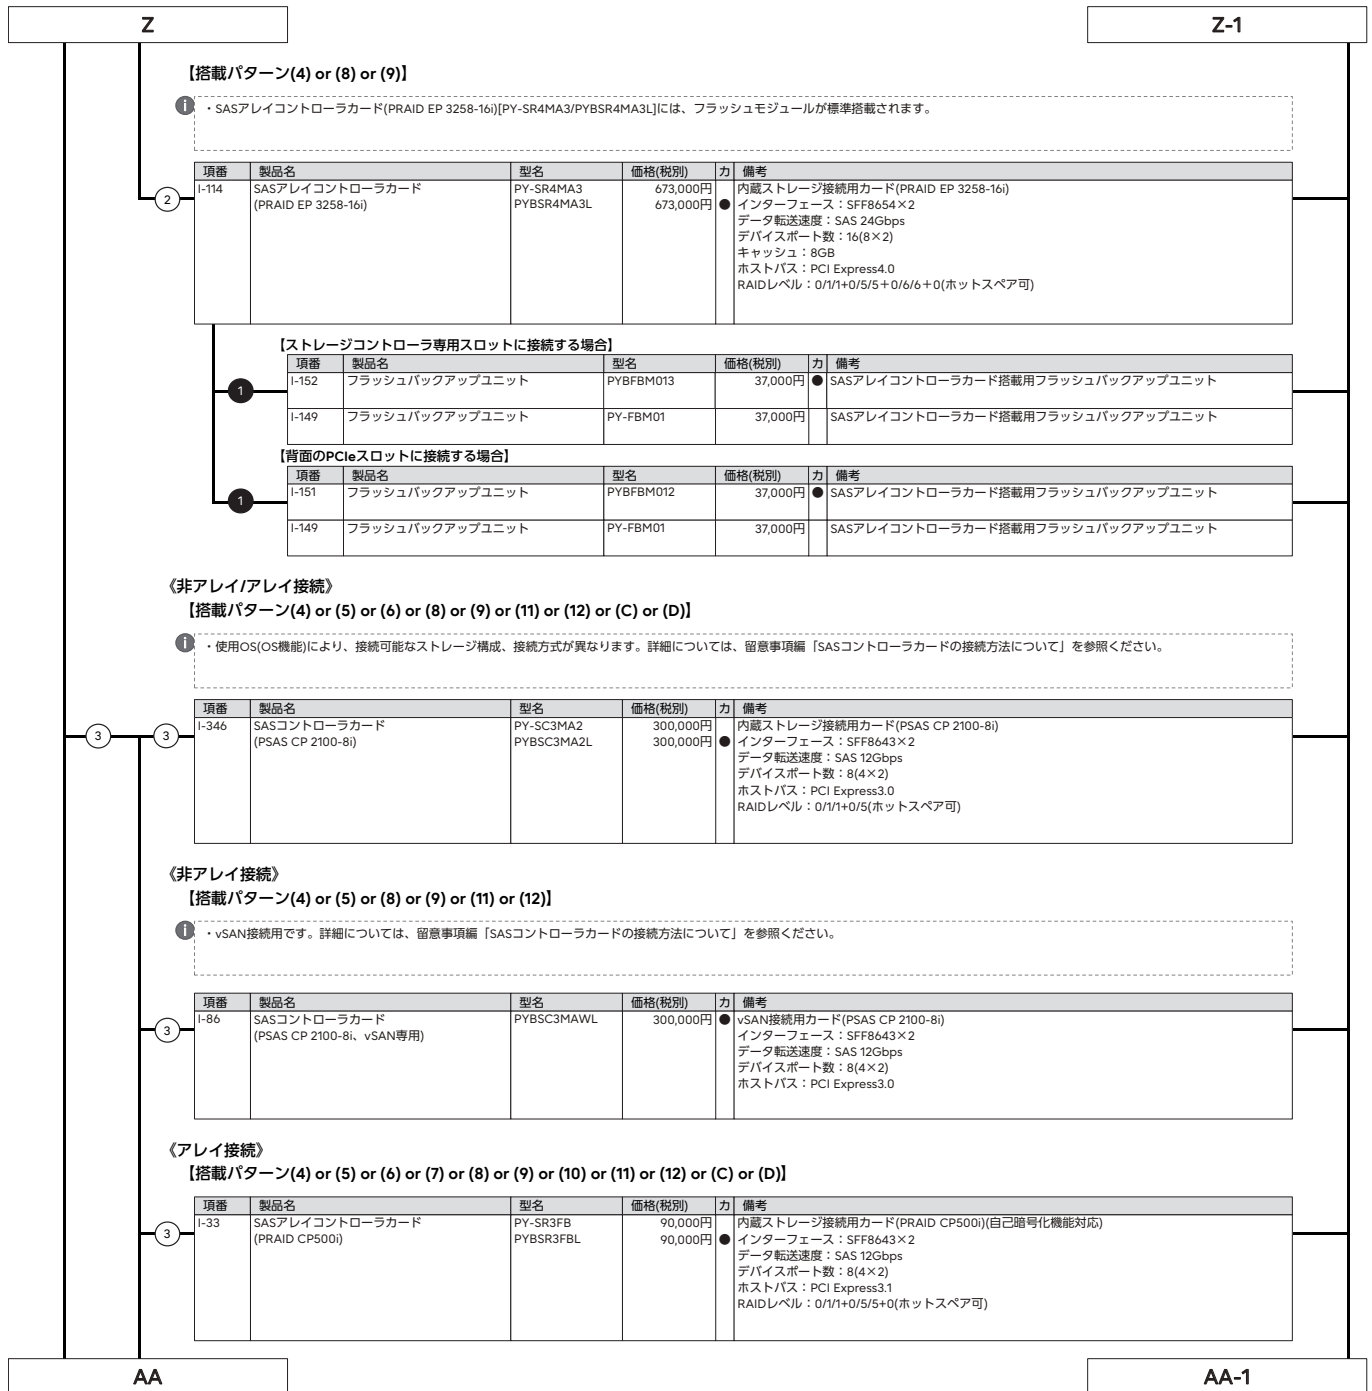 Z
Z-1
【搭載パターン(4) or (8) or (9)】
・SASアレイコントローラカード(PRAID EP 3258-16i)[PY-SR4MA3/PYBSR4MA3L]には、フラッシュモジュールが標準搭載されます。
項番 製品名 型名 価格(税別) カ 備考
I-114 SASアレイコントローラカード PY-SR4MA3 673,000円 内蔵ストレージ接続用カード(PRAID EP 3258-16i)
2 (PRAID EP 3258-16i) PYBSR4MA3L 673,000円 ● インターフェース：SFF8654×2
データ転送速度：SAS 24Gbps
デバイスポート数：16(8×2)
キャッシュ：8GB
ホストバス：PCI Express4.0
RAIDレベル：0/1/1+0/5/5＋0/6/6＋0(ホットスペア可)
【ストレージコントローラ専用スロットに接続する場合】
項番 製品名 型名 価格(税別) カ 備考
1 I-152 フラッシュバックアップユニット PYBFBM013 37,000円 ● SASアレイコントローラカード搭載用フラッシュバックアップユニット
I-149 フラッシュバックアップユニット PY-FBM01 37,000円 SASアレイコントローラカード搭載用フラッシュバックアップユニット
【背面のPCIeスロットに接続する場合】
項番 製品名 型名 価格(税別) カ 備考
1 I-151 フラッシュバックアップユニット PYBFBM012 37,000円 ● SASアレイコントローラカード搭載用フラッシュバックアップユニット
I-149 フラッシュバックアップユニット PY-FBM01 37,000円 SASアレイコントローラカード搭載用フラッシュバックアップユニット
《非アレイ/アレイ接続》
【搭載パターン(4) or (5) or (6) or (8) or (9) or (11) or (12) or (C) or (D)】
・使用OS(OS機能)により、接続可能なストレージ構成、接続方式が異なります。詳細については、留意事項編「SASコントローラカードの接続方法について」を参照ください。
項番 製品名 型名 価格(税別) カ 備考
I-346 SASコントローラカード PY-SC3MA2 300,000円 内蔵ストレージ接続用カード(PSAS CP 2100-8i)
3 3 (PSAS CP 2100-8i) PYBSC3MA2L 300,000円 ● インターフェース：SFF8643×2
データ転送速度：SAS 12Gbps
デバイスポート数：8(4×2)
ホストバス：PCI Express3.0
RAIDレベル：0/1/1+0/5(ホットスペア可)
《非アレイ接続》
【搭載パターン(4) or (5) or (8) or (9) or (11) or (12)】
・vSAN接続用です。詳細については、留意事項編「SASコントローラカードの接続方法について」を参照ください。
項番 製品名 型名 価格(税別) カ 備考
I-86 SASコントローラカード PYBSC3MAWL 300,000円 ● vSAN接続用カード(PSAS CP 2100-8i)
3 (PSAS CP 2100-8i、vSAN専用) インターフェース：SFF8643×2
データ転送速度：SAS 12Gbps
デバイスポート数：8(4×2)
ホストバス：PCI Express3.0
《アレイ接続》
【搭載パターン(4) or (5) or (6) or (7) or (8) or (9) or (10) or (11) or (12) or (C) or (D)】
項番 製品名 型名 価格(税別) カ 備考
I-33 SASアレイコントローラカード PY-SR3FB 90,000円 内蔵ストレージ接続用カード(PRAID CP500i)(自己暗号化機能対応)
3 (PRAID CP500i) PYBSR3FBL 90,000円 ● インターフェース：SFF8643×2
データ転送速度：SAS 12Gbps
デバイスポート数：8(4×2)
ホストバス：PCI Express3.1
RAIDレベル：0/1/1+0/5/5+0(ホットスペア可)
AA
AA-1